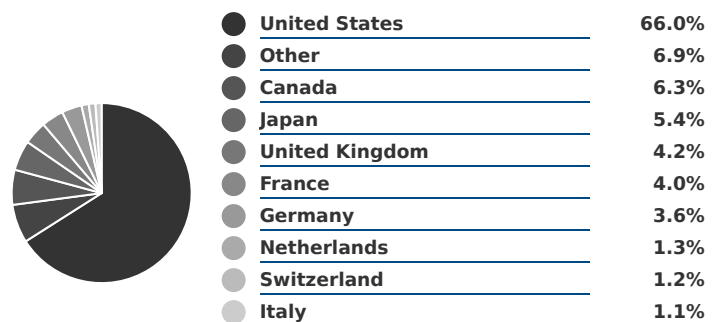 United States 66.0%
Other 6.9%
Canada 6.3%
Japan 5.4%
United Kingdom 4.2%
France 4.0%
Germany 3.6%
Netherlands 1.3%
Switzerland 1.2%
Italy 1.1%